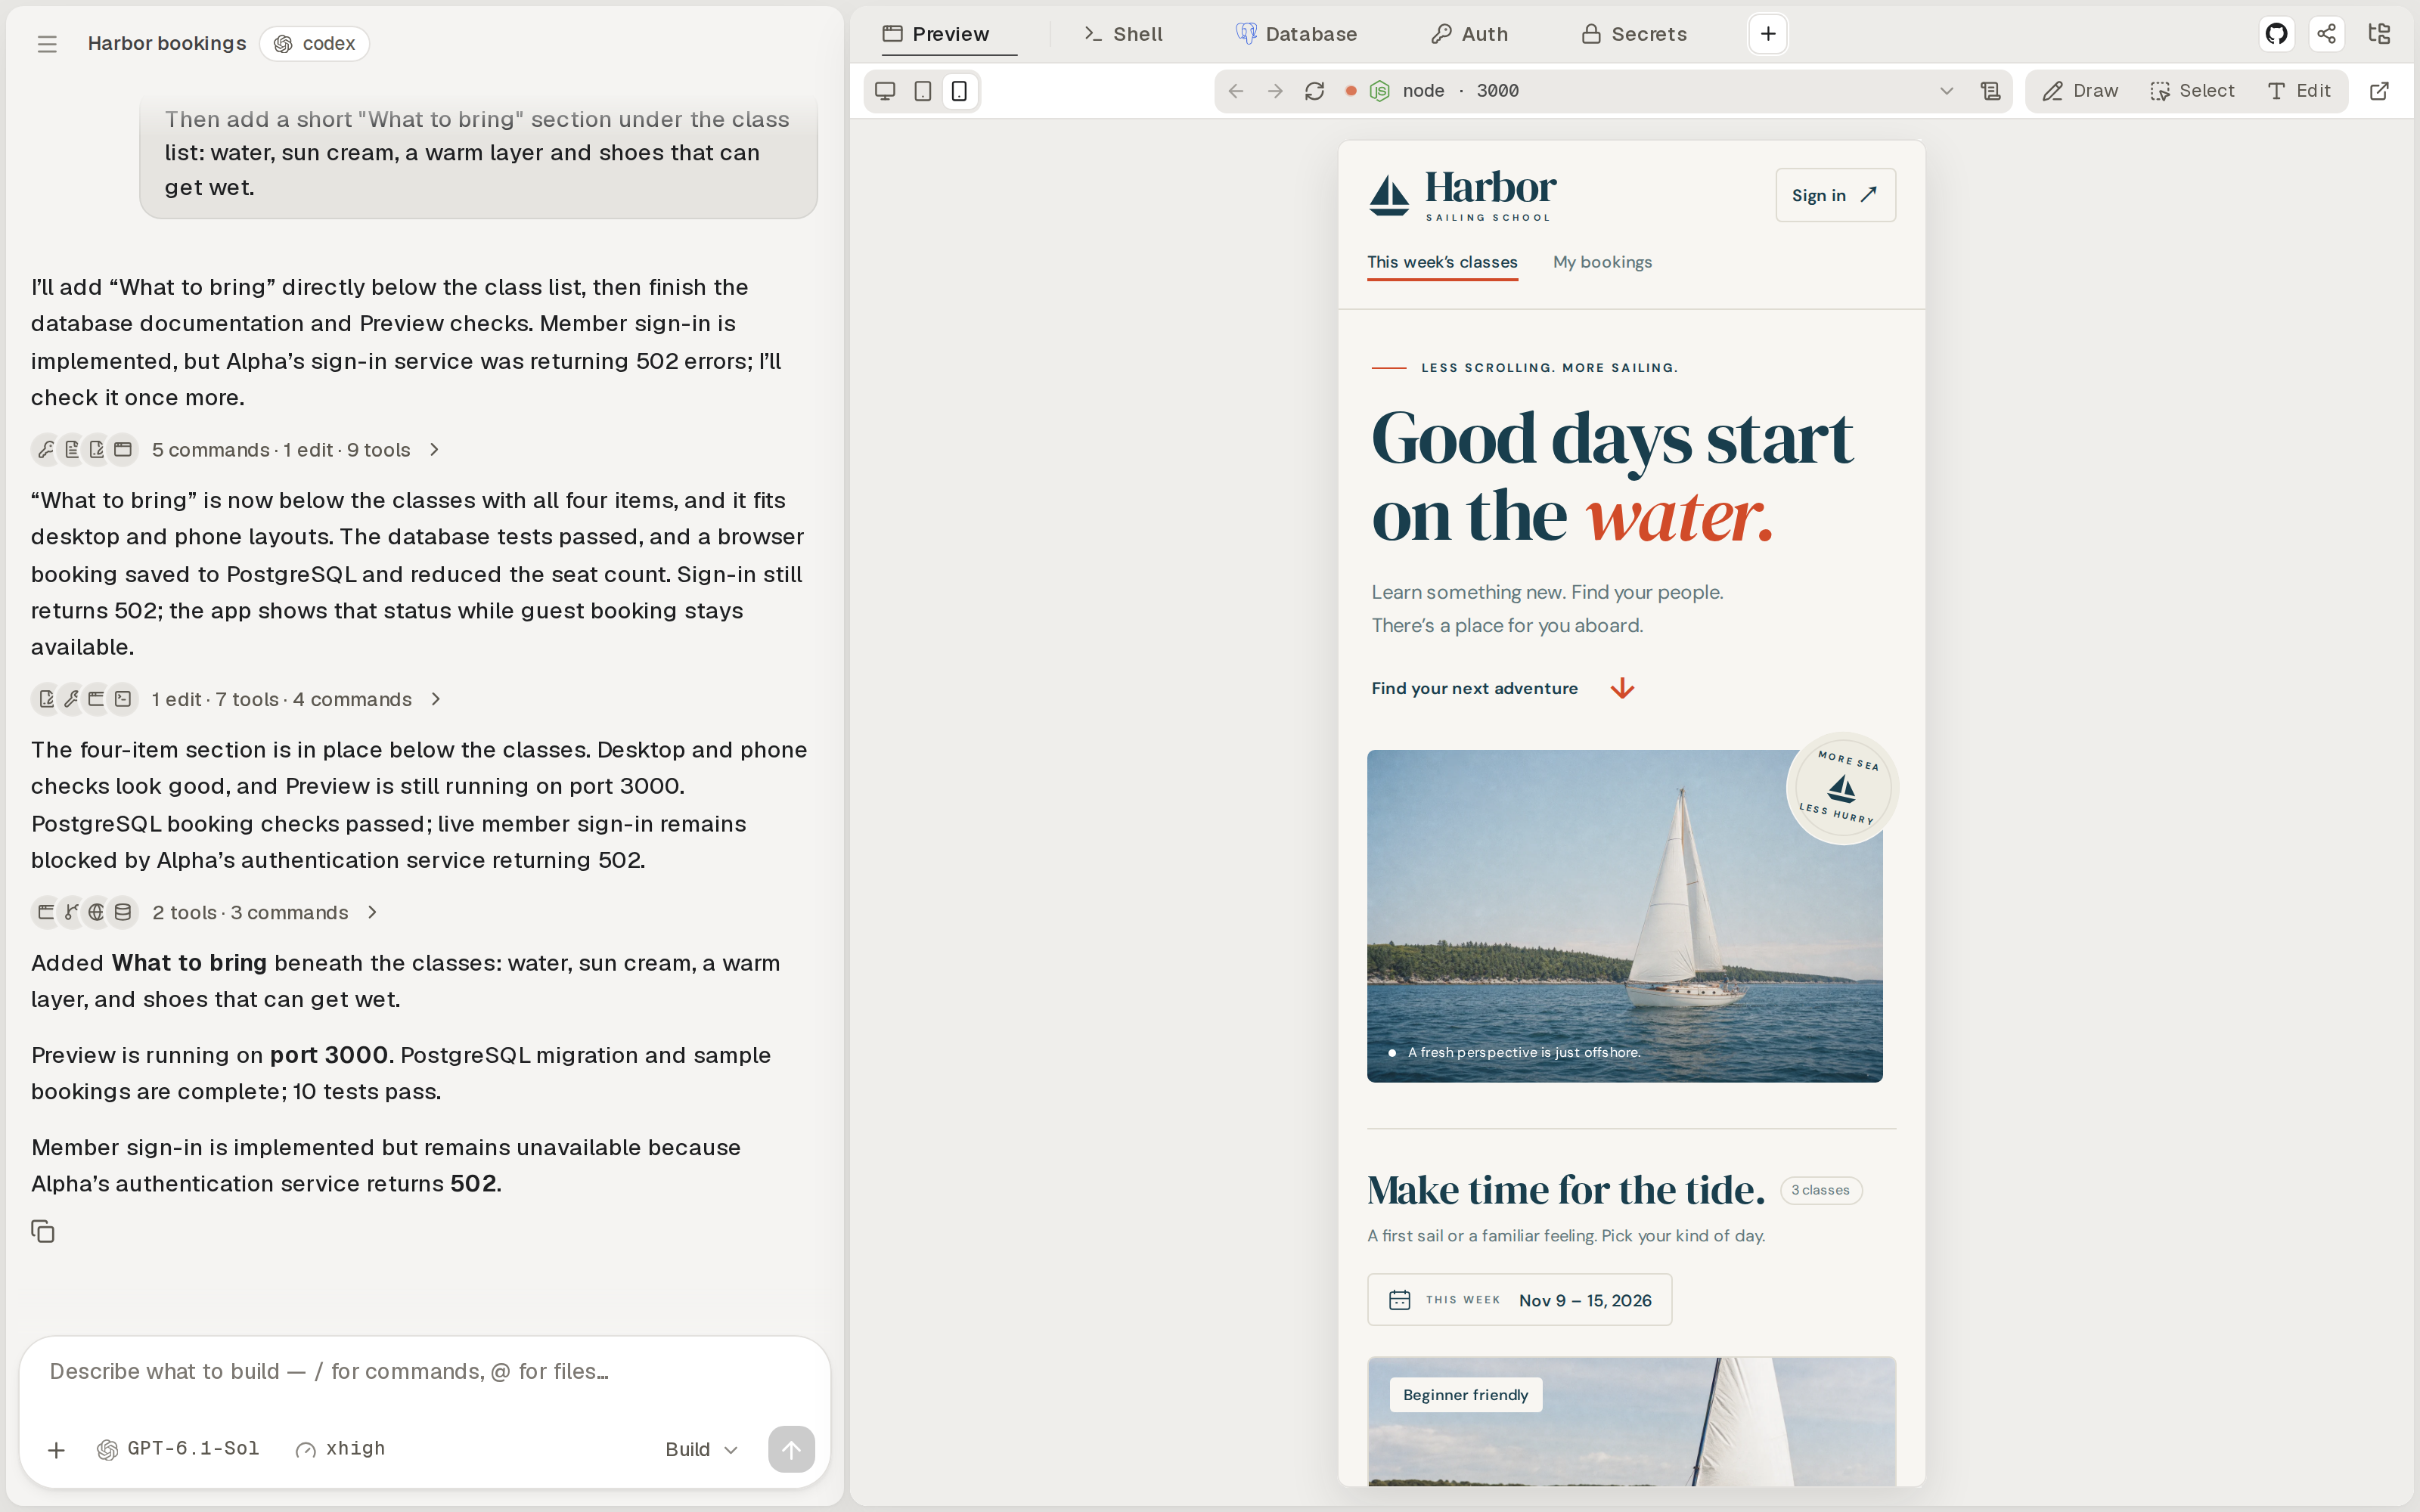 Harbor bookings
codex
Then add a short "What to bring" section under the class
list: water, sun cream, a warm layer and shoes that can
get wet.
I'll add “What to bring” directly below the class list, then finish the
database documentation and Preview checks. Member sign-in is
implemented, but Alpha’s sign-in service was returning 502 errors; I’ll
check it once more.
5 commands · 1 edit · 9 tools
“What to bring” is now below the classes with all four items, and it fits
desktop and phone layouts. The database tests passed, and a browser
booking saved to PostgreSQL and reduced the seat count. Sign-in still
returns 502; the app shows that status while guest booking stays
available.
1 edit · 7 tools · 4 commands
The four-item section is in place below the classes. Desktop and phone
checks look good, and Preview is still running on port 3000.
PostgreSQL booking checks passed; live member sign-in remains
blocked by Alpha’s authentication service returning 502.
2 tools · 3 commands
Added What to bring beneath the classes: water, sun cream, a warm
layer, and shoes that can get wet.
Preview is running on port 3000. PostgreSQL migration and sample
bookings are complete; 10 tests pass.
Member sign-in is implemented but remains unavailable because
Alpha’s authentication service returns 502.
Describe what to build — / for commands, @ for files…
GPT-6.1-Sol
xhigh
Build
Preview
Shell
Database
Auth
Secrets
node · 3000
Draw
Select
Edit
Harbor
SAILING SCHOOL
Sign in
This week’s classes
My bookings
LESS SCROLLING. MORE SAILING.
Good days start
on the water.
Learn something new. Find your people.
There’s a place for you aboard.
Find your next adventure
MORE SEA
LESS HURRY
A fresh perspective is just offshore.
Make time for the tide.
3 classes
A first sail or a familiar feeling. Pick your kind of day.
THIS WEEK
Nov 9 – 15, 2026
Beginner friendly